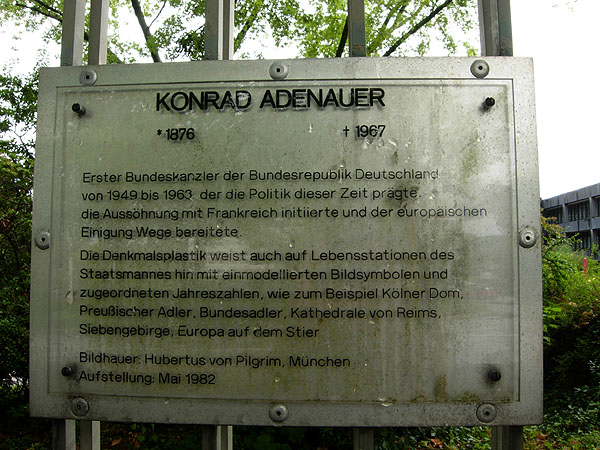 KONRAD ADENAUER
* 1876 † 1967
Erster Bundeskanzler der Bundesrepublik Deutschland
von 1949 bis 1963, der die Politik dieser Zeit prägte,
die Aussöhnung mit Frankreich initiierte und der europäischen
Einigung Wege bereitete.
Die Denkmalsplastik weist auch auf Lebensstationen des
Staatsmannes hin mit einmodellierten Bildsymbolen und
zugeordneten Jahreszahlen, wie zum Beispiel Kölner Dom,
Preußischer Adler, Bundesadler, Kathedrale von Reims,
Siebengebirge, Europa auf dem Stier
Bildhauer: Hubertus von Pilgrim, München
Aufstellung: Mai 1982